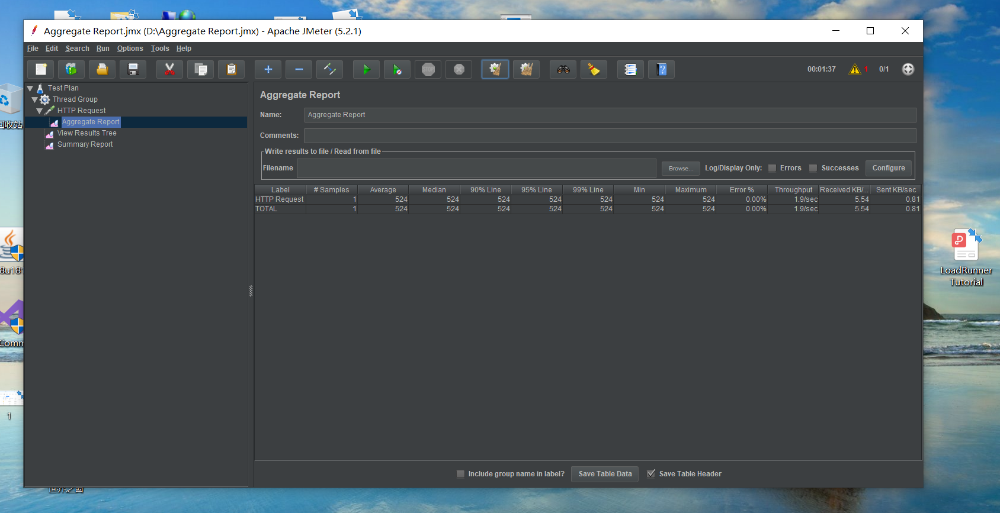 Aggregate Report.jmx (D:\Aggregate Report.jmx) - Apache JMeter (5.2.1)
File Edit Search Run Options Tools Help
STOP
00:01:37 1 0/1
Test Plan
Thread Group
HTTP Request
Aggregate Report
View Results Tree
Summary Report
Aggregate Report
Name: Aggregate Report
Comments:
Write results to file / Read from file
Filename Browse... Log/Display Only: Errors Successes Configure
Label # Samples Average Median 90% Line 95% Line 99% Line Min Maximum Error % Throughput Received KB/... Sent KB/sec
HTTP Request 1 524 524 524 524 524 524 524 0.00% 1.9/sec 5.54 0.81
TOTAL 1 524 524 524 524 524 524 524 0.00% 1.9/sec 5.54 0.81
Include group name in label? Save Table Data Save Table Header
回收站
8u181
Comm
1
世界之窗
LoadRunner
Tutorial